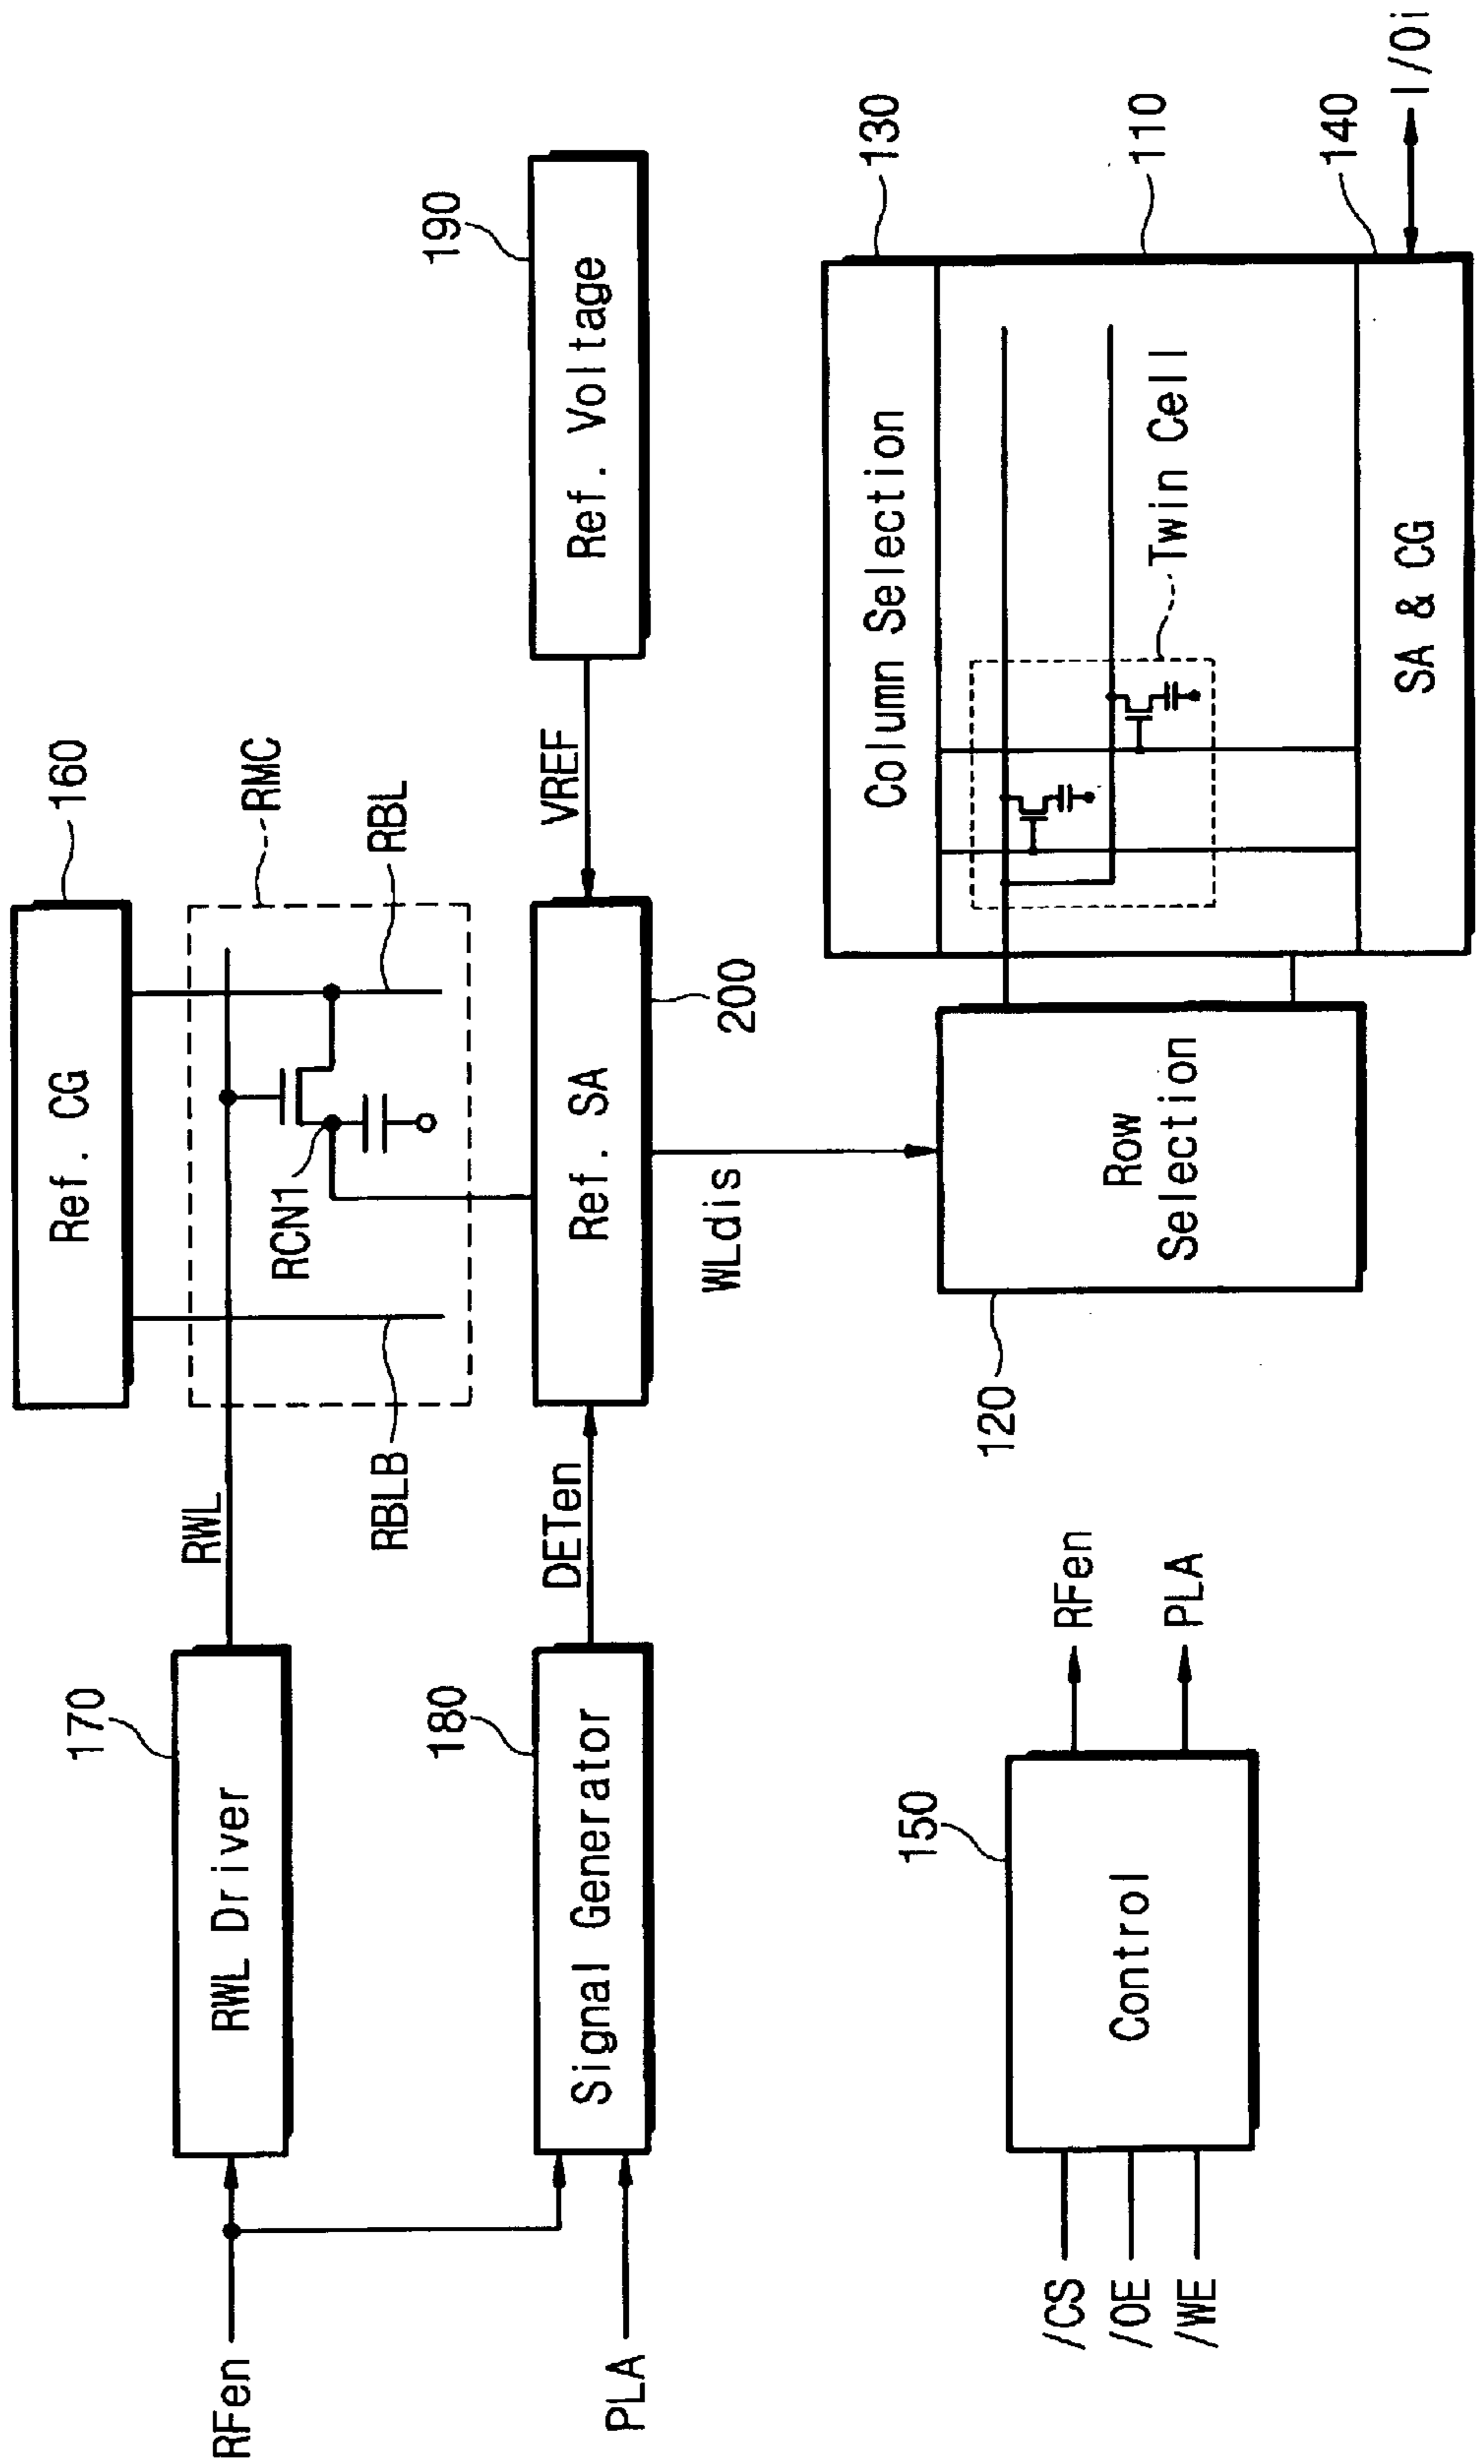 160
Ref. CG
RMC
170
RWL Driver
RWL
RBLB
RCN1
RBL
RFen
180
Signal Generator
DETen
Ref. SA
200
VREF
190
Ref. Voltage
PLA
WLdis
130
Column Selection
110
Twin Cell
140
SA & CG
I/Oi
120
Row
Selection
150
Control
/CS
/OE
/WE
RFen
PLA